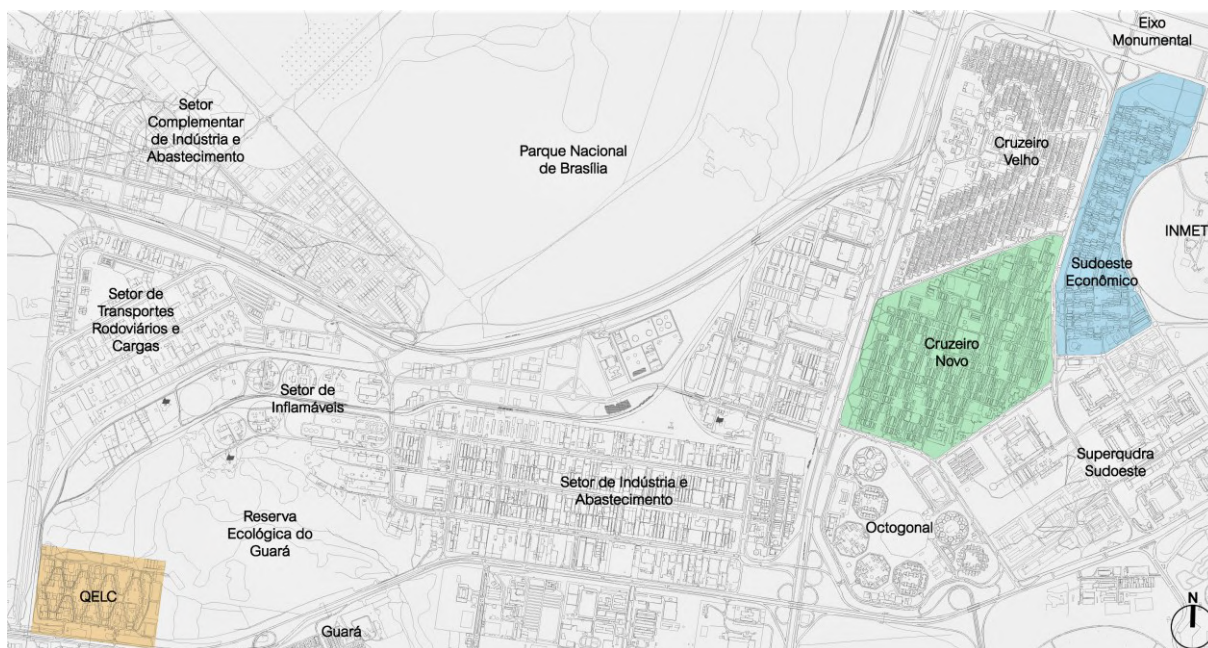 Eixo
Monumental
Setor
Complementar
de Indústria e
Abastecimento
Parque Nacional
de Brasília
Cruzeiro
Velho
INMET
Sudoeste
Econômico
Setor de
Transportes
Rodoviários e
Cargas
Cruzeiro
Novo
Setor de
Inflamáveis
Superqudra
Sudoeste
Setor de Indústria e
Abastecimento
Reserva
Ecológica do
Guará
Octogonal
QELC
Guará
N